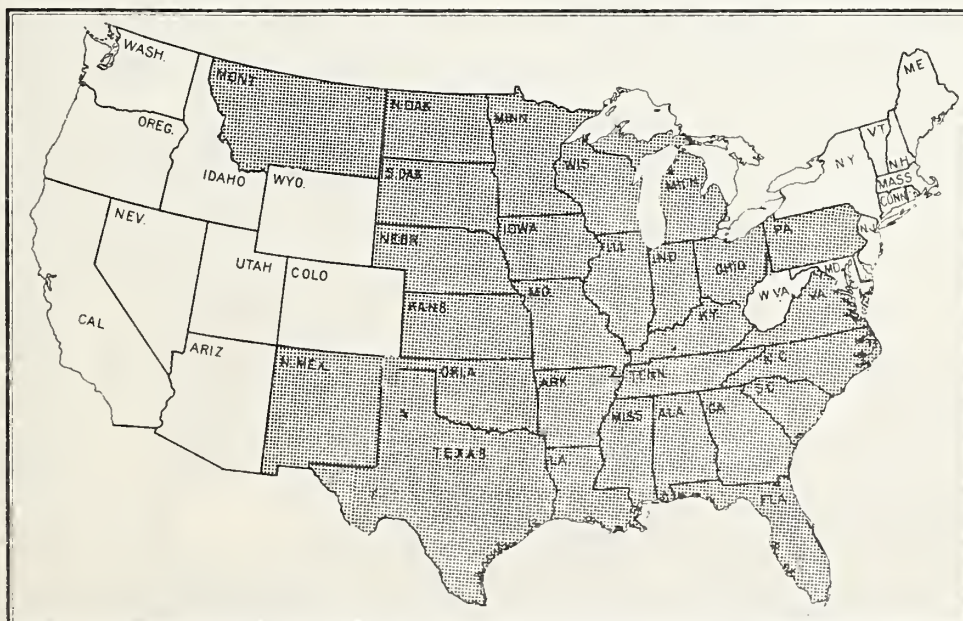 WASH.
OREG.
IDAHO
MONT.
WYO.
NEV.
CAL
UTAH
COLO
ARIZ
N.MEX.
N.DAK
S.DAK
NEBR.
KANS.
OKLA
TEXAS
MINN.
IOWA
MO.
ARK
LA.
WIS.
ILL.
MICH
IND
OHIO
KY.
TENN.
MISS
ALA
GA.
FLA
S.C.
N.C.
VA.
W.VA
MD.
PA.
N.J.
NY
CONN.
MASS
VT.
N.H.
ME